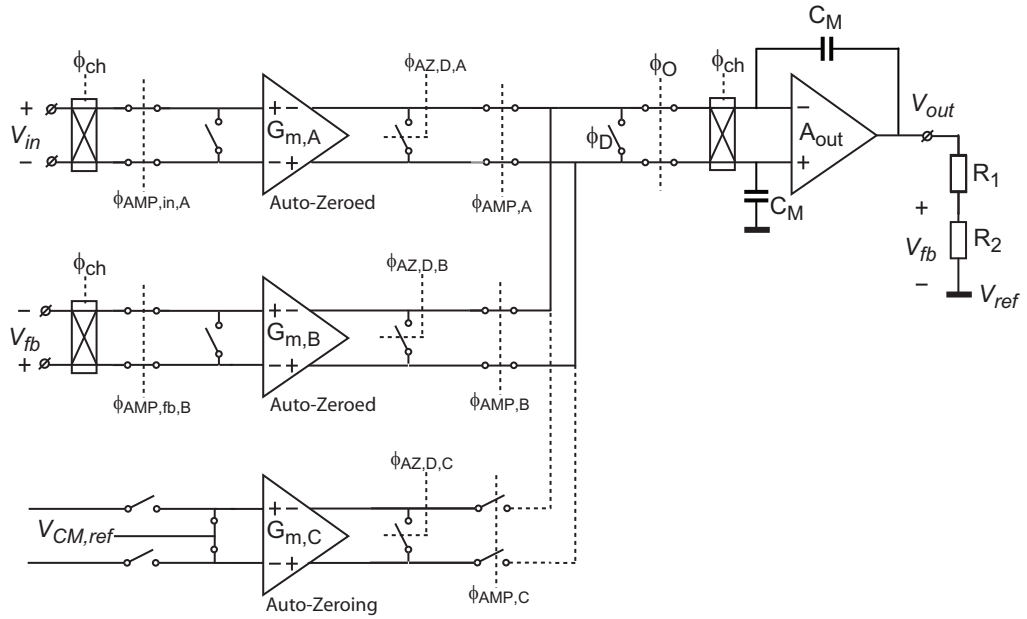 C_M
ϕ_ch
ϕ_AZ,D,A
ϕ_O
ϕ_ch
+
V_in
−
+ −
G_m,A
− +
ϕ_D
−
A_out
+
V_out
R_1
ϕ_AMP,in,A
Auto-Zeroed
ϕ_AMP,A
C_M
+
V_fb
−
R_2
V_ref
ϕ_ch
ϕ_AZ,D,B
−
V_fb
+
+ −
G_m,B
− +
ϕ_AMP,fb,B
Auto-Zeroed
ϕ_AMP,B
ϕ_AZ,D,C
V_CM,ref
+ −
G_m,C
− +
Auto-Zeroing
ϕ_AMP,C